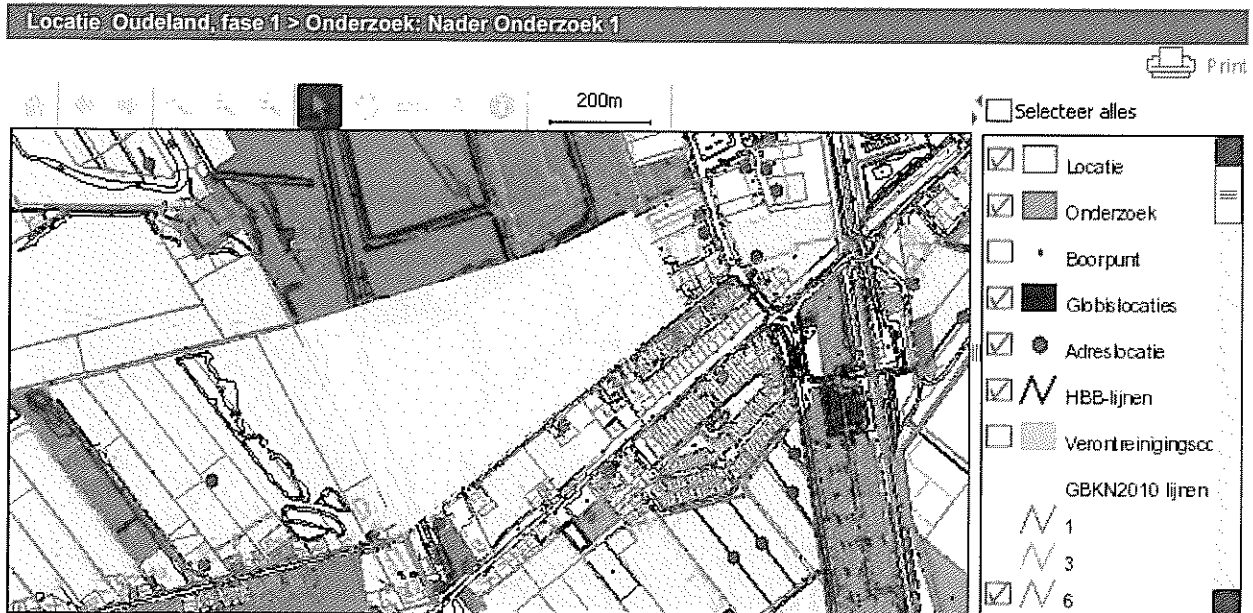 Locatie Oudeland, fase 1 > Onderzoek: Nader Onderzoek 1
Print
200m
Selecteer alles
Locatie
Onderzoek
Boorpunt
Globislocaties
Adreslocatie
HBB-lijnen
Verontreinigingscc
GBKN2010 lijnen
1
3
6